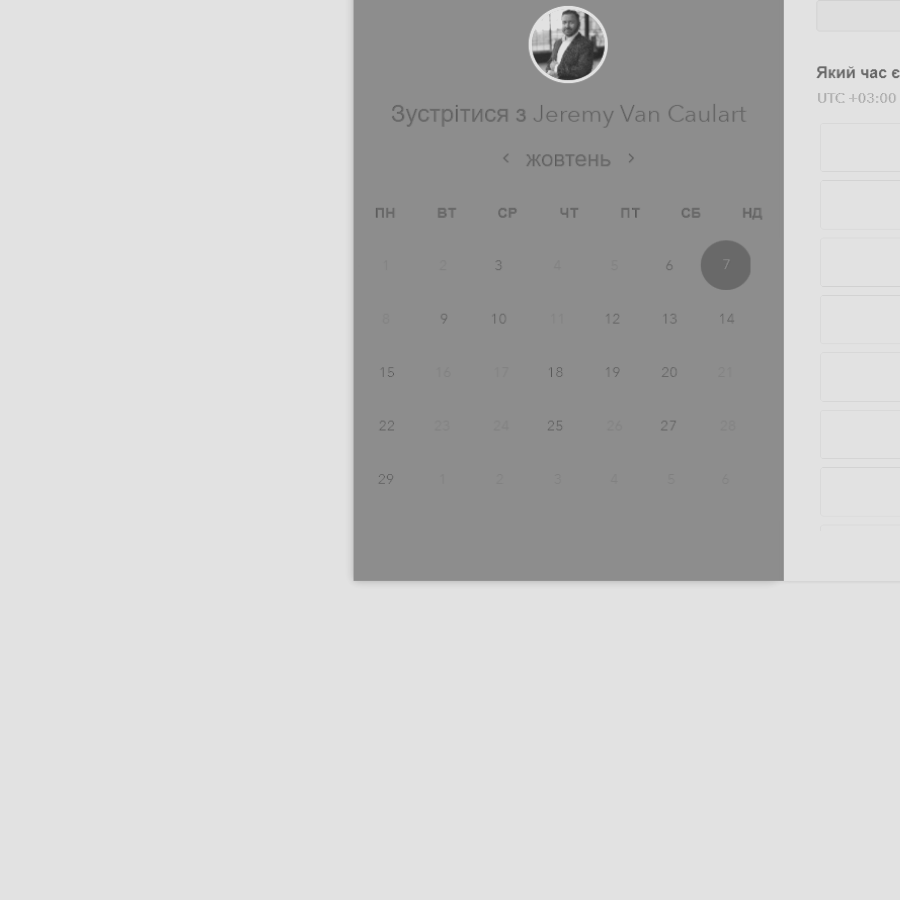 Який час є
UTC +03:00
Зустрітися з Jeremy Van Caulart
жовтень
ПН ВТ СР ЧТ ПТ СБ НД
1 2 3 4 5 6 7
8 9 10 11 12 13 14
15 16 17 18 19 20 21
22 23 24 25 26 27 28
29 1 2 3 4 5 6